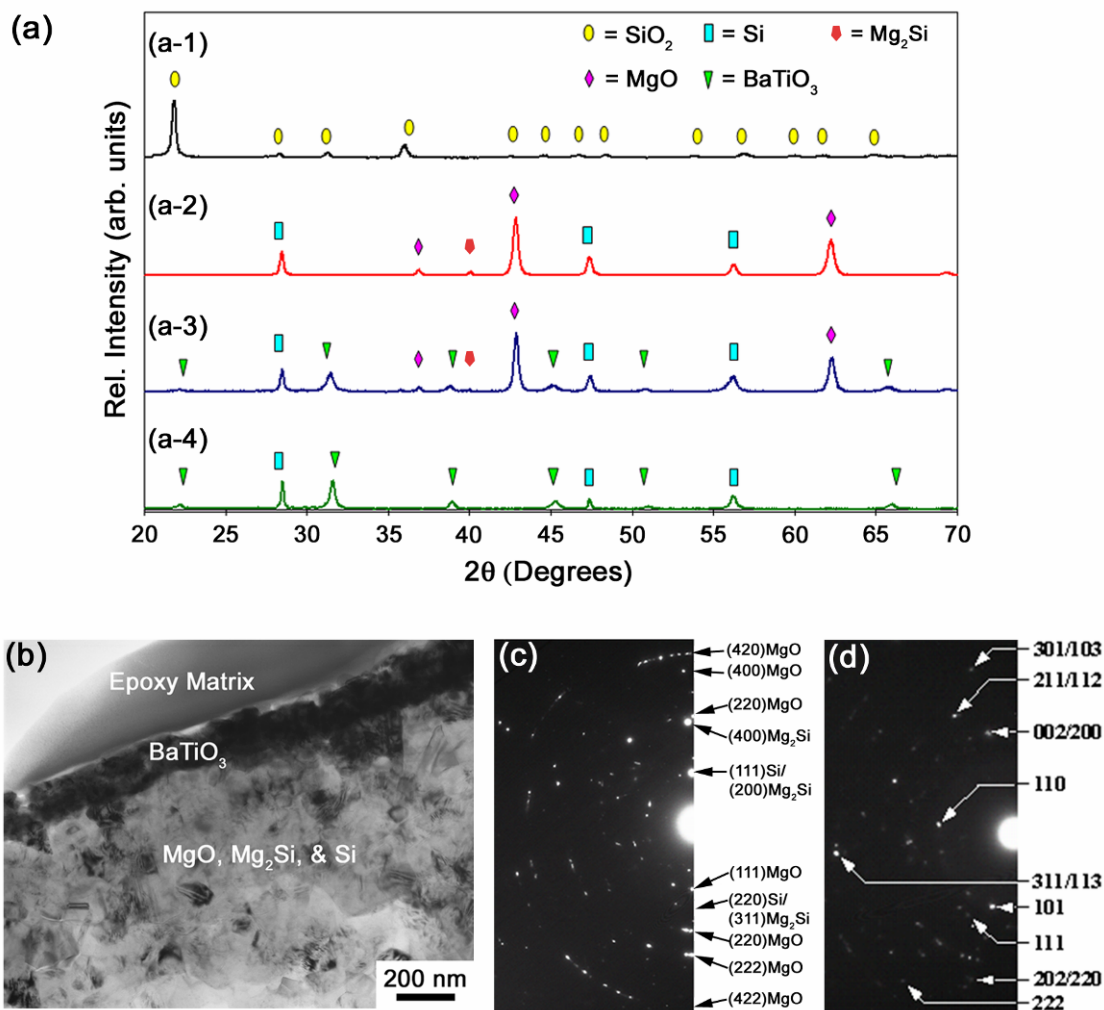 (a)
(a-1)
= SiO2
= Si
= Mg2Si
= MgO
= BaTiO3
(a-2)
(a-3)
(a-4)
Rel. Intensity (arb. units)
20 25 30 35 40 45 50 55 60 65 70
2θ (Degrees)
(b)
Epoxy Matrix
BaTiO3
MgO, Mg2Si, & Si
200 nm
(c)
(420)MgO
(400)MgO
(220)MgO
(400)Mg2Si
(111)Si/
(200)Mg2Si
(111)MgO
(220)Si/
(311)Mg2Si
(220)MgO
(222)MgO
(422)MgO
(d)
301/103
211/112
002/200
110
311/113
101
111
202/220
222